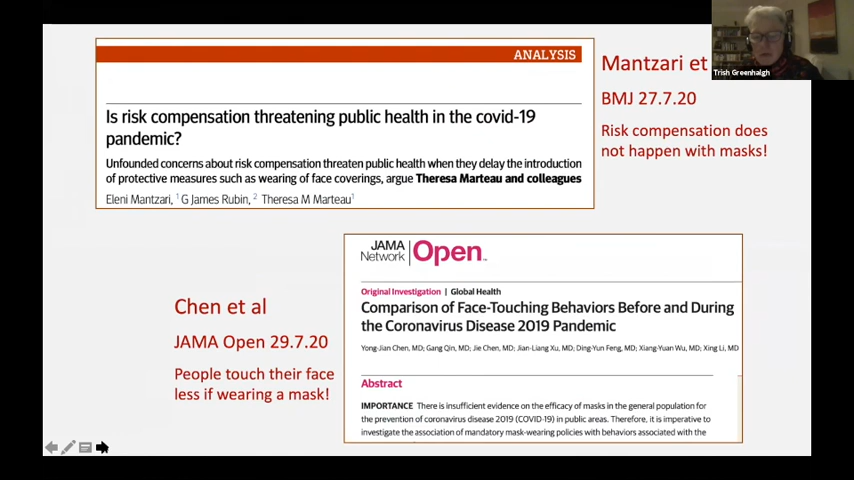 ANALYSIS
Is risk compensation threatening public health in the covid-19
pandemic?
Unfounded concerns about risk compensation threaten public health when they delay the introduction
of protective measures such as wearing of face coverings, argue Theresa Marteau and colleagues
Eleni Mantzari, 1 G James Rubin, 2 Theresa M Marteau1
Mantzari et
BMJ 27.7.20
Risk compensation does
not happen with masks!
Trish Greenhalgh
Chen et al
JAMA Open 29.7.20
People touch their face
less if wearing a mask!
JAMA
Network
Open
Original Investigation | Global Health
Comparison of Face-Touching Behaviors Before and During
the Coronavirus Disease 2019 Pandemic
Yong-Jian Chen, MD; Gang Qin, MD; Jie Chen, MD; Jian-Liang Xu, MD; Ding-Yun Feng, MD; Xiang-Yuan Wu, MD; Xing Li, MD
Abstract
IMPORTANCE There is insufficient evidence on the efficacy of masks in the general population for
the prevention of coronavirus disease 2019 (COVID-19) in public areas. Therefore, it is imperative to
investigate the association of mandatory mask-wearing policies with behaviors associated with the